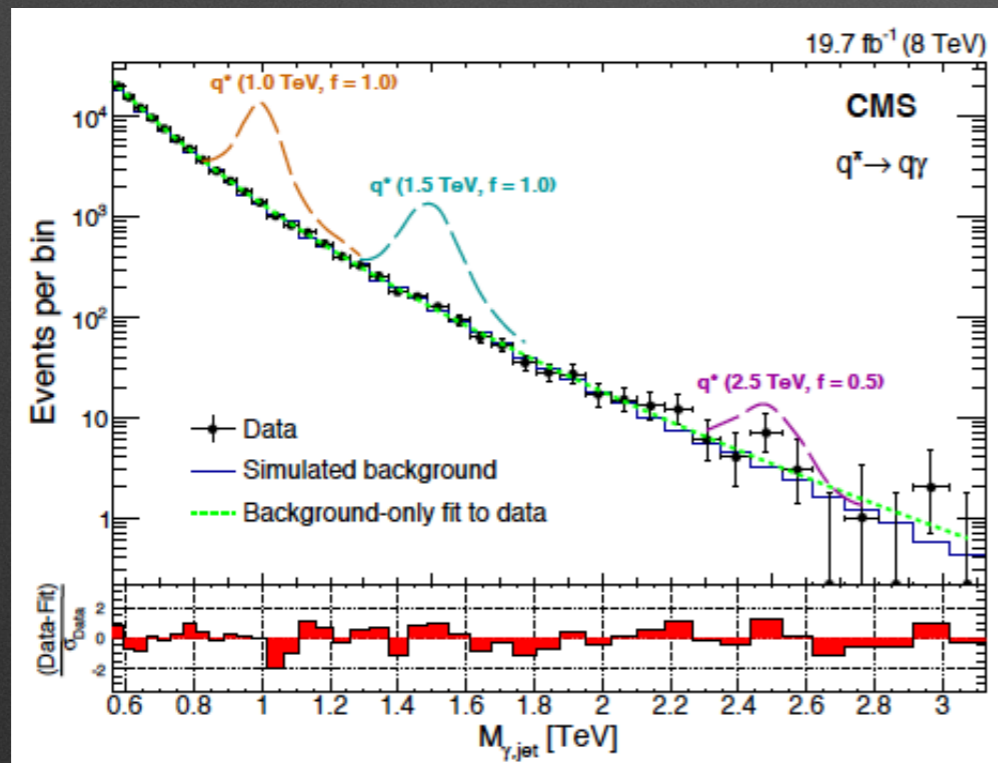 19.7 fb⁻¹ (8 TeV)
q* (1.0 TeV, f = 1.0)
CMS
q* → qγ
q* (1.5 TeV, f = 1.0)
q* (2.5 TeV, f = 0.5)
Events per bin
10⁴
10³
10²
10
1
Data
Simulated background
Background-only fit to data
(Data-Fit)
σData
2
0
-2
0.6 0.8 1 1.2 1.4 1.6 1.8 2 2.2 2.4 2.6 2.8 3
Mγ,jet [TeV]